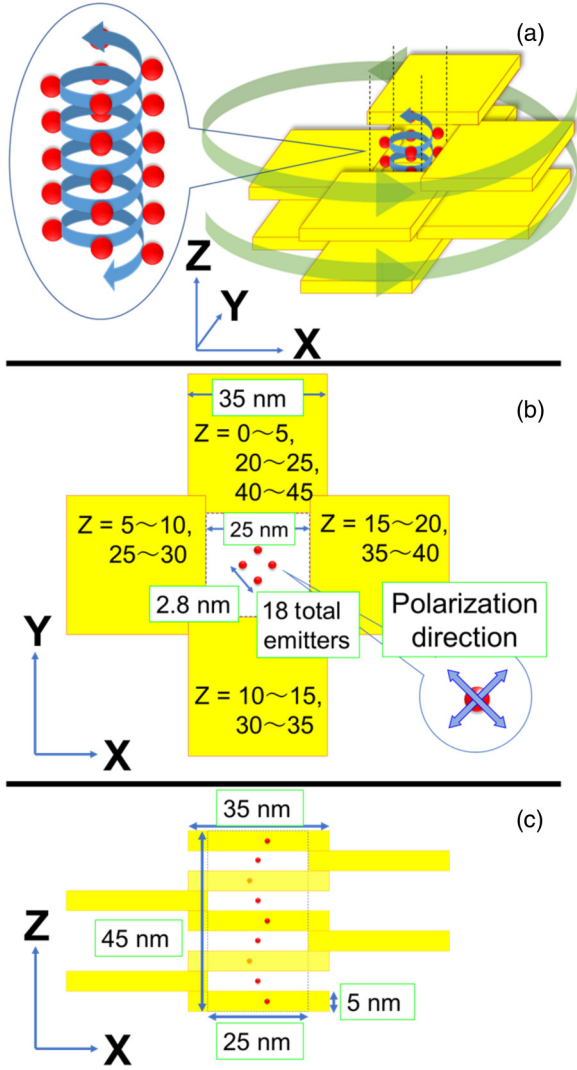 (a)
Z
Y
X
(b)
35 nm
Z = 0～5,
20～25,
40～45
Z = 5～10,
25～30
25 nm
Z = 15～20,
35～40
2.8 nm
18 total
emitters
Polarization
direction
Z = 10～15,
30～35
Y
X
(c)
35 nm
Z
45 nm
5 nm
25 nm
X